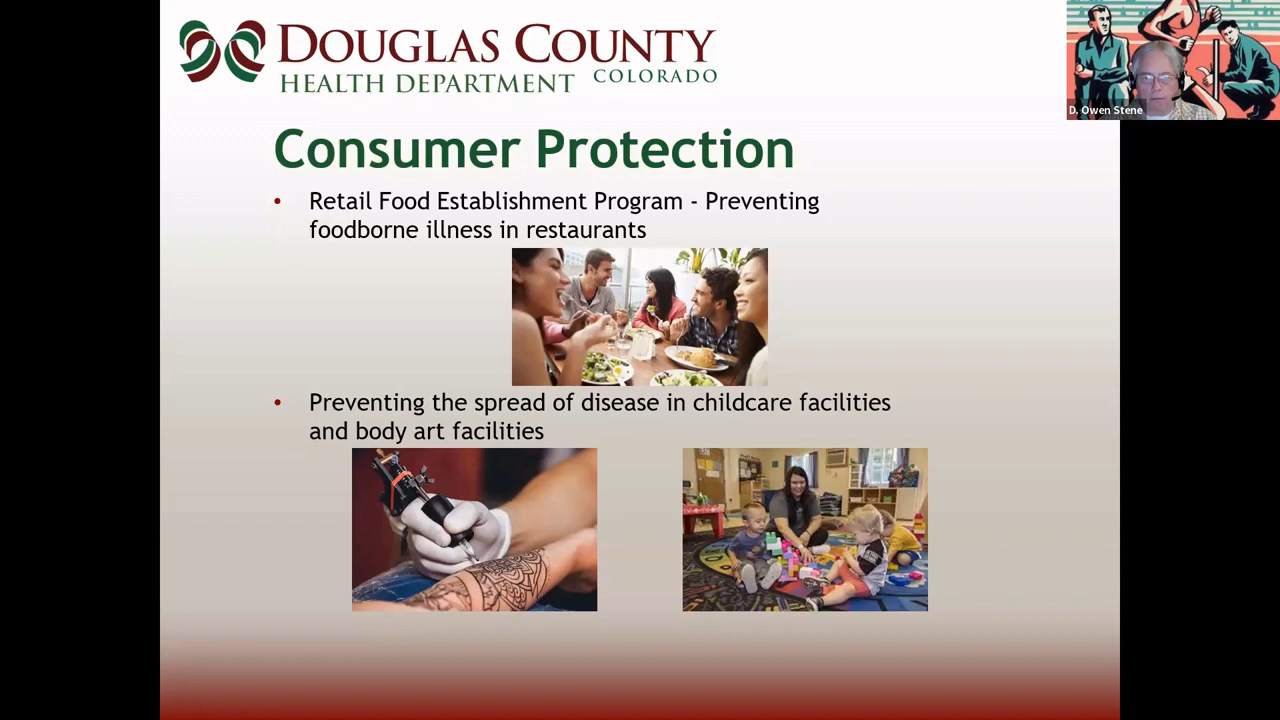 DOUGLAS COUNTY
HEALTH DEPARTMENT COLORADO
D. Owen Stene
Consumer Protection
• Retail Food Establishment Program - Preventing
foodborne illness in restaurants
• Preventing the spread of disease in childcare facilities
and body art facilities